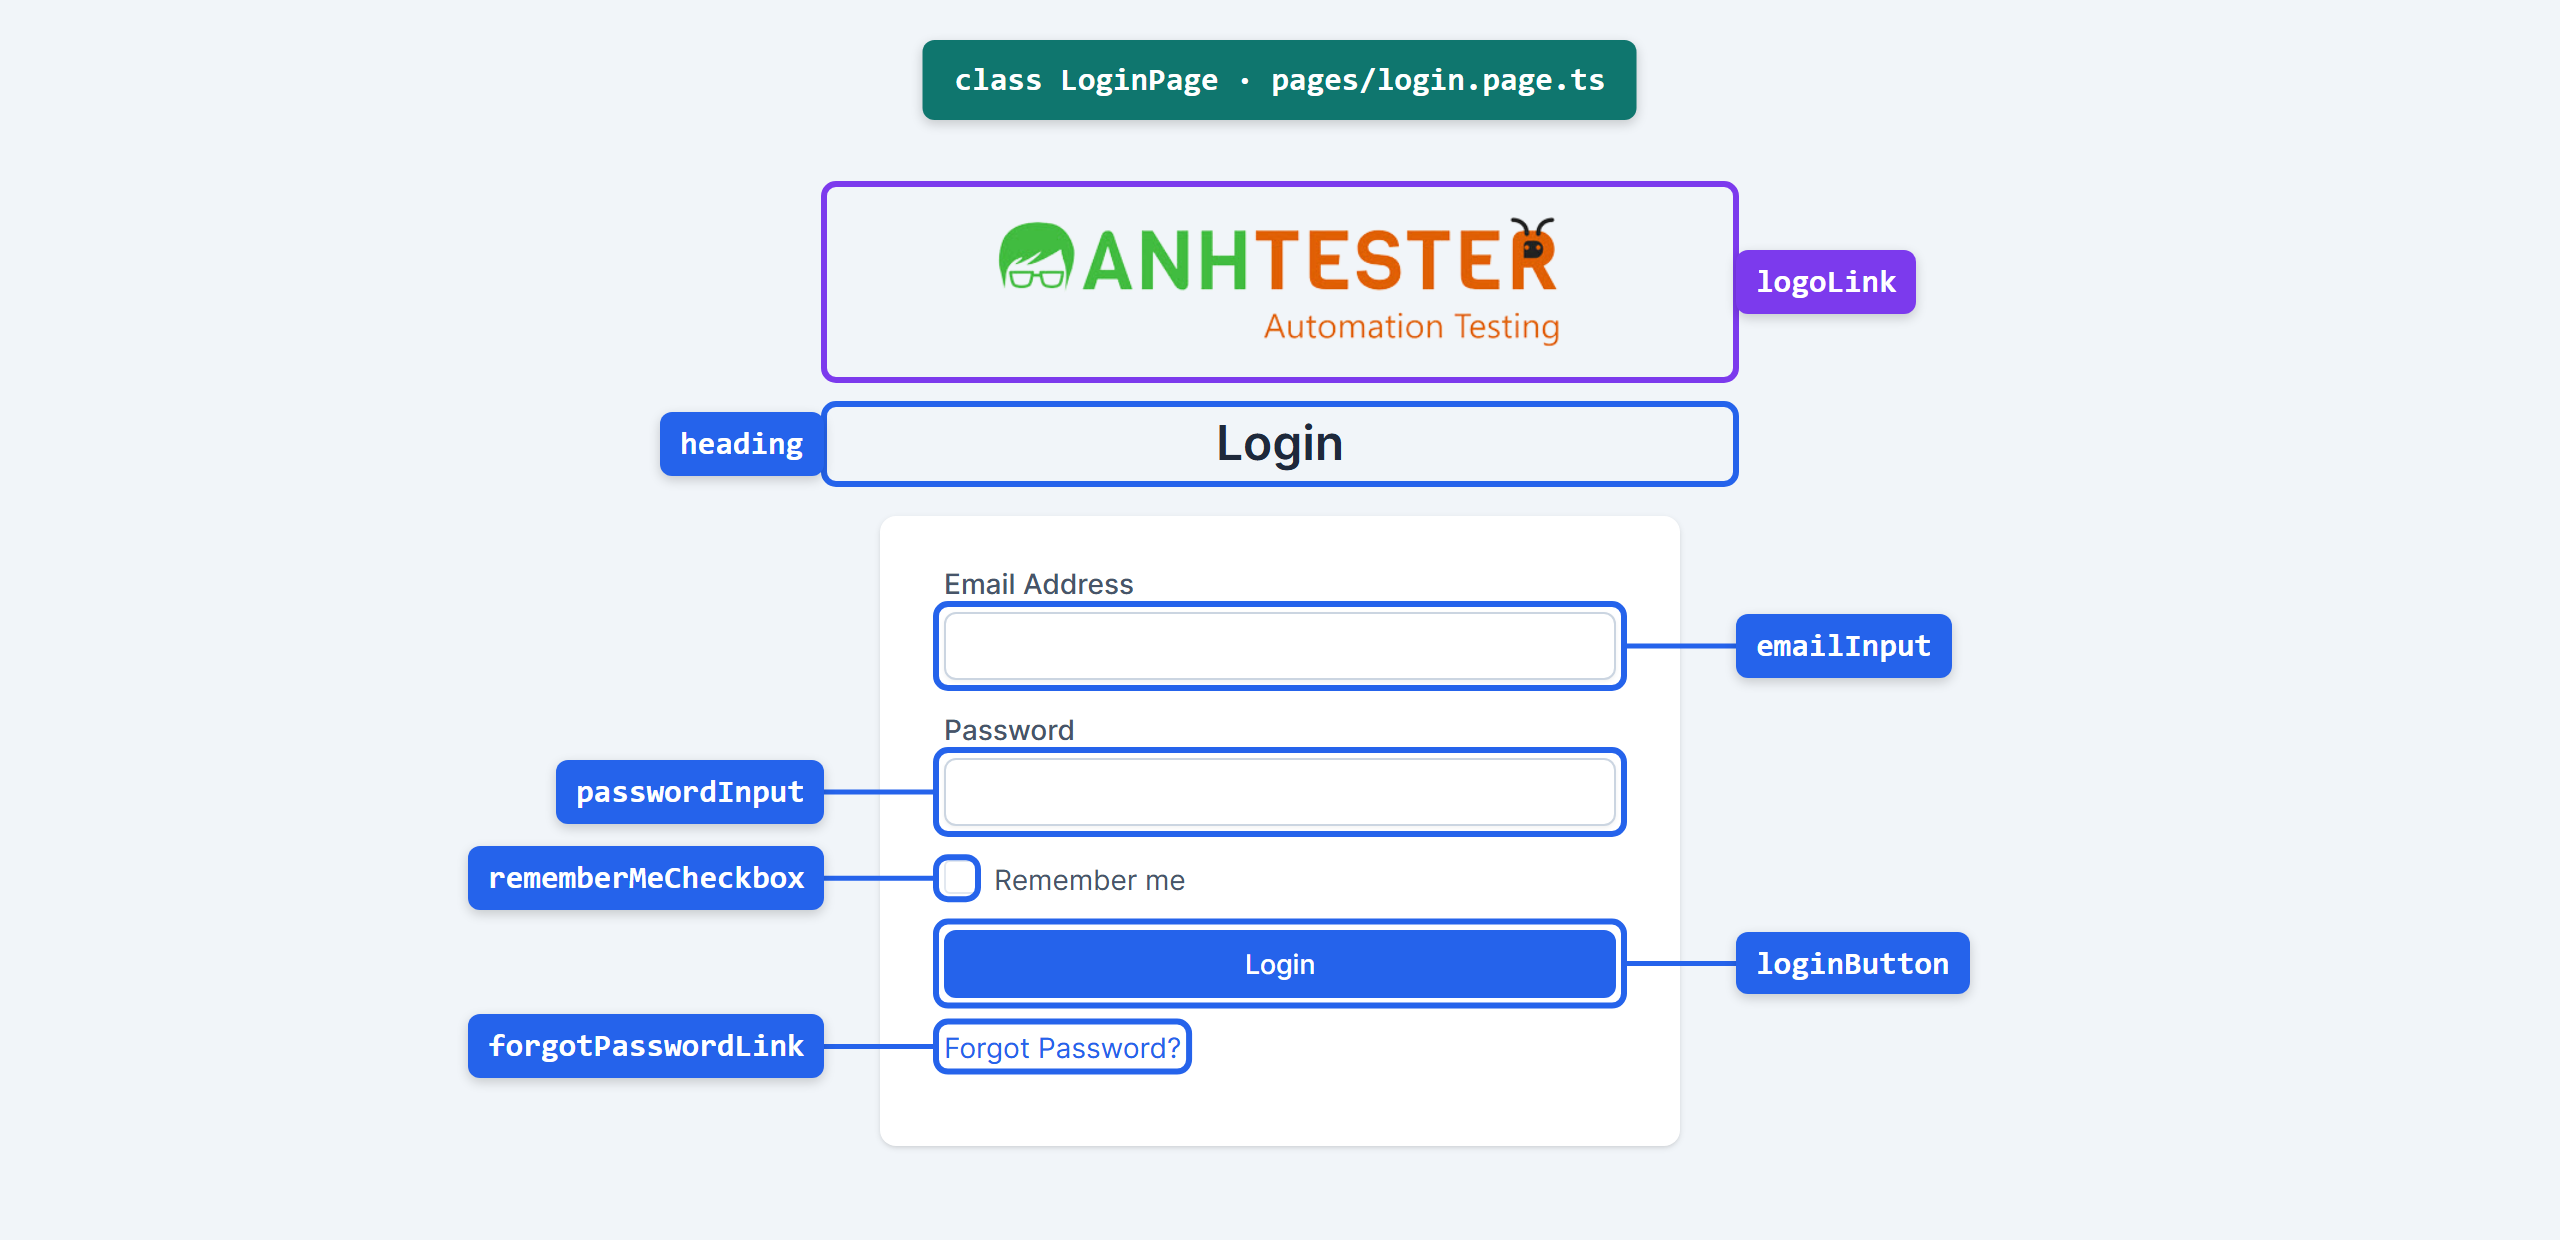 class LoginPage · pages/login.page.ts
ANHTESTER
Automation Testing
logoLink
heading
Login
Email Address
emailInput
Password
passwordInput
rememberMeCheckbox
Remember me
Login
loginButton
forgotPasswordLink
Forgot Password?